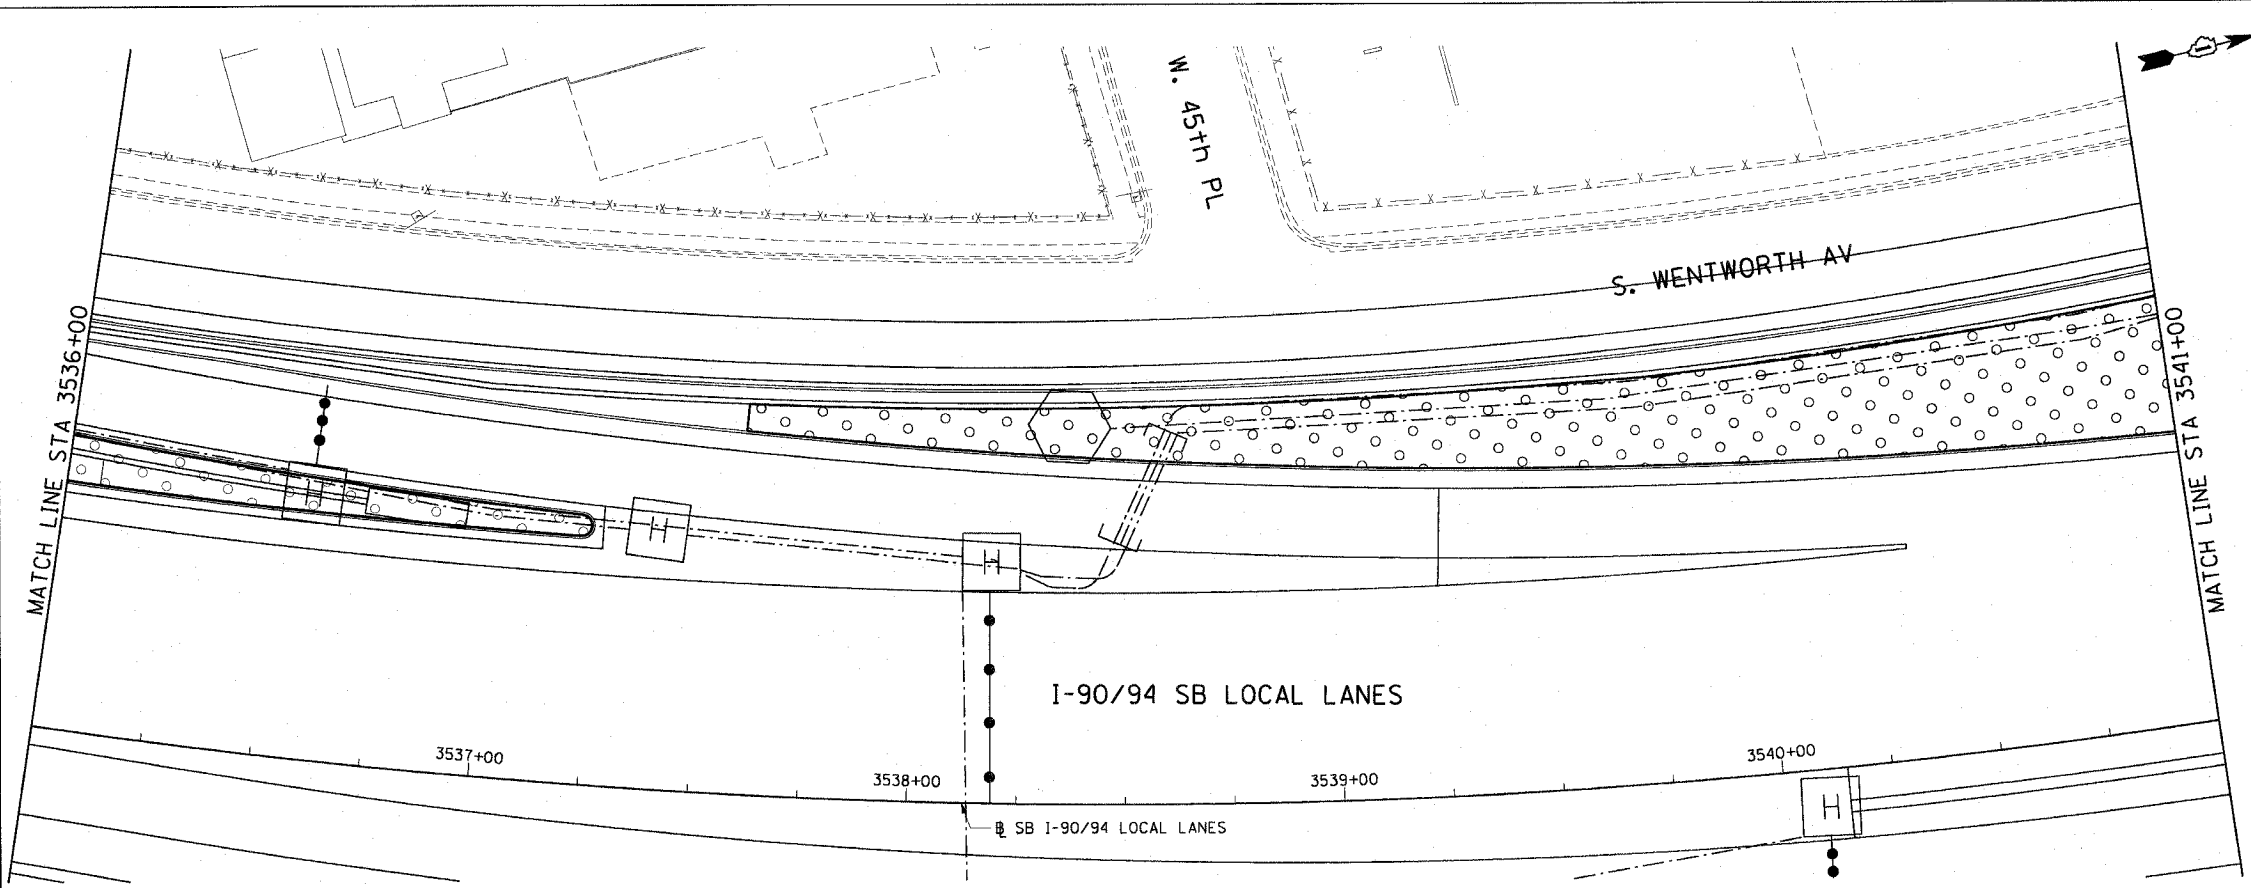 W. 45th PL
S. WENTWORTH AV
MATCH LINE STA 3536+00
MATCH LINE STA 3541+00
H
H
H
I-90/94 SB LOCAL LANES
3537+00
3538+00
3539+00
3540+00
H
SB I-90/94 LOCAL LANES